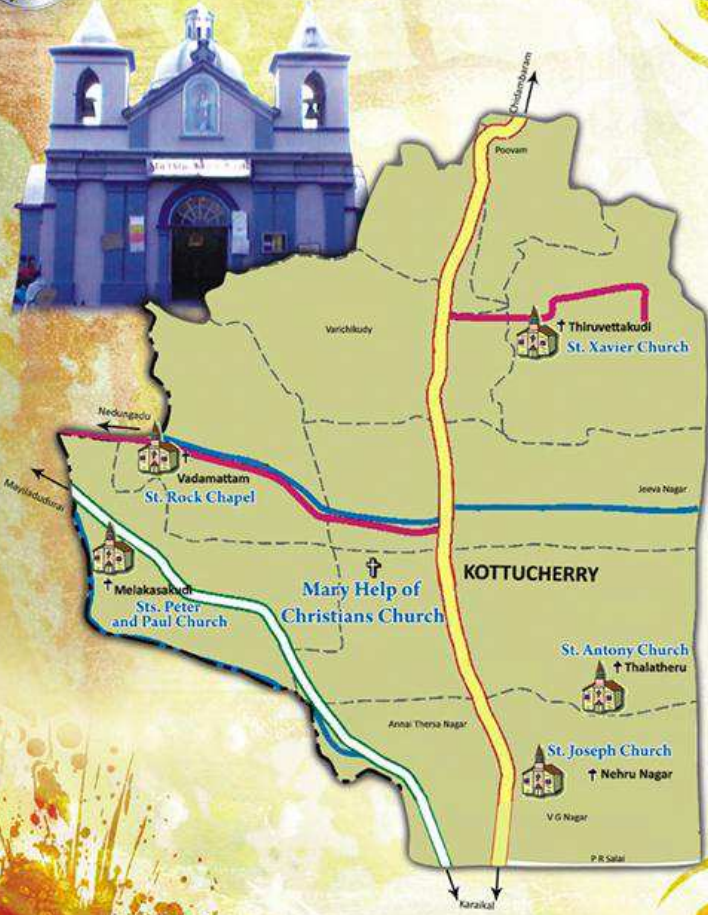 Chidambaram
Poovam
Varichikudy
✝ Thiruvettakudi
St. Xavier Church
Nedungadu
Vadamattam
St. Rock Chapel
Mayiladudurai
Jeeva Nagar
Melakasakudi
Sts. Peter
and Paul Church
Mary Help of
Christians Church
KOTTUCHERRY
St. Antony Church
Thalatheru
Annai Thersa Nagar
St. Joseph Church
Nehru Nagar
V G Nagar
P R Salai
Karaikal